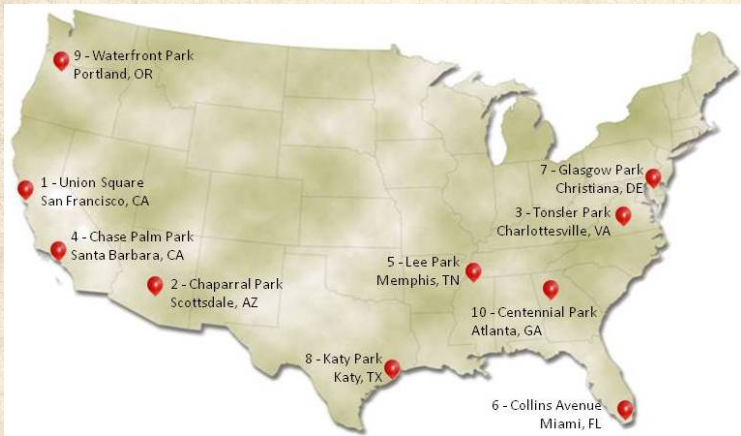 9 - Waterfront Park
Portland, OR
1 - Union Square
San Francisco, CA
7 - Glasgow Park
Christiana, DE
3 - Tonsler Park
Charlottesville, VA
4 - Chase Palm Park
Santa Barbara, CA
5 - Lee Park
Memphis, TN
2 - Chaparral Park
Scottsdale, AZ
10 - Centennial Park
Atlanta, GA
8 - Katy Park
Katy, TX
6 - Collins Avenue
Miami, FL